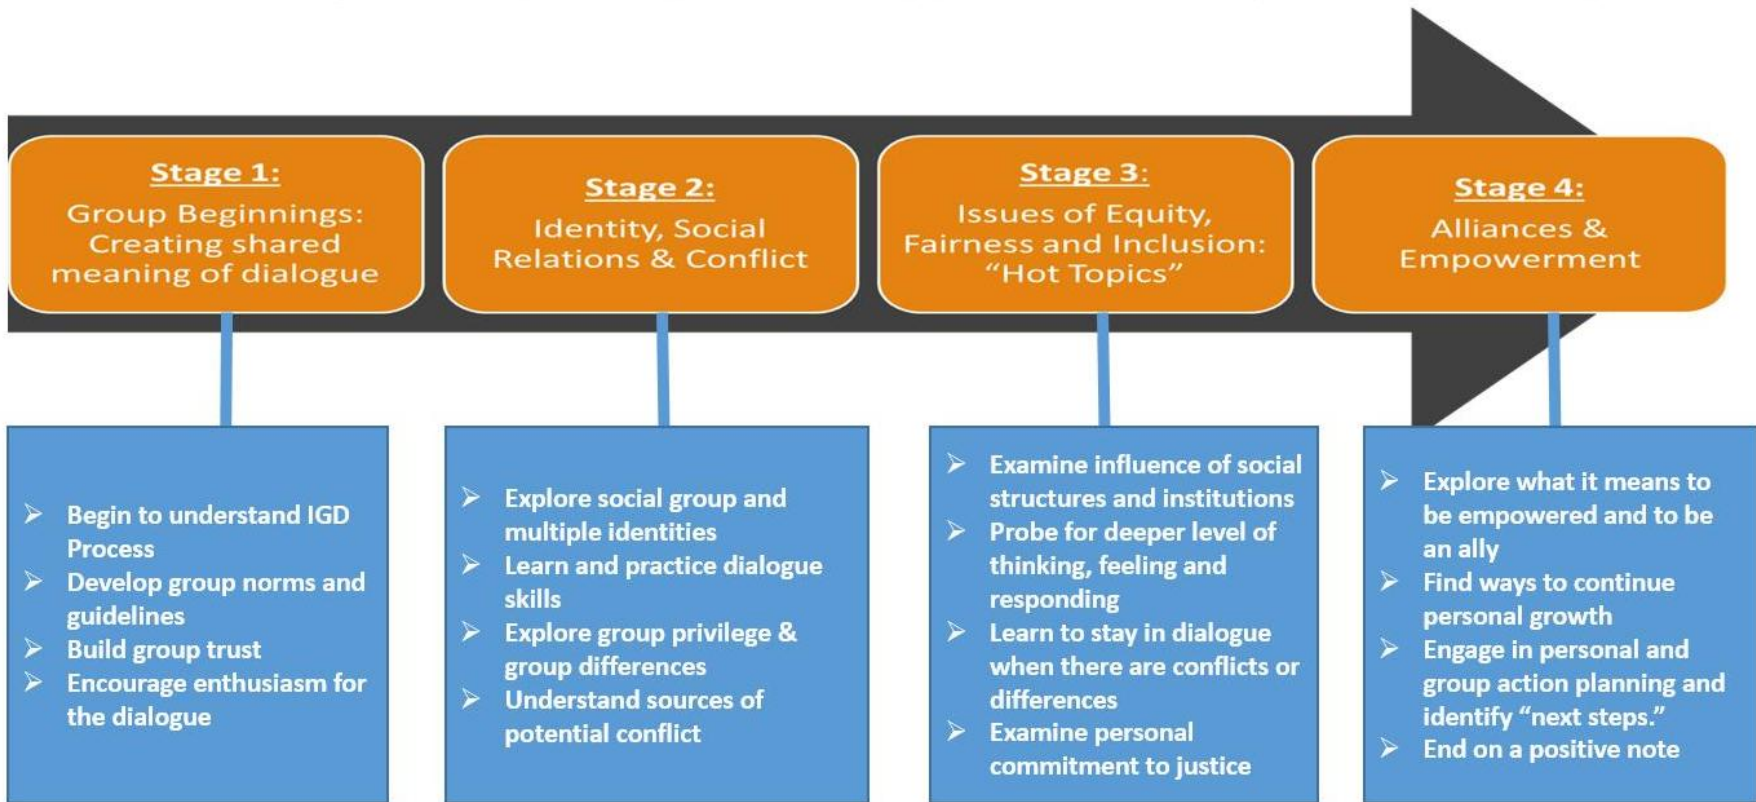 Stage 1:
Group Beginnings:
Creating shared
meaning of dialogue
Stage 2:
Identity, Social
Relations & Conflict
Stage 3:
Issues of Equity,
Fairness and Inclusion:
“Hot Topics”
Stage 4:
Alliances &
Empowerment
➢ Begin to understand IGD
Process
➢ Develop group norms and
guidelines
➢ Build group trust
➢ Encourage enthusiasm for
the dialogue
➢ Explore social group and
multiple identities
➢ Learn and practice dialogue
skills
➢ Explore group privilege &
group differences
➢ Understand sources of
potential conflict
➢ Examine influence of social
structures and institutions
➢ Probe for deeper level of
thinking, feeling and
responding
➢ Learn to stay in dialogue
when there are conflicts or
differences
➢ Examine personal
commitment to justice
➢ Explore what it means to
be empowered and to be
an ally
➢ Find ways to continue
personal growth
➢ Engage in personal and
group action planning and
identify “next steps.”
➢ End on a positive note